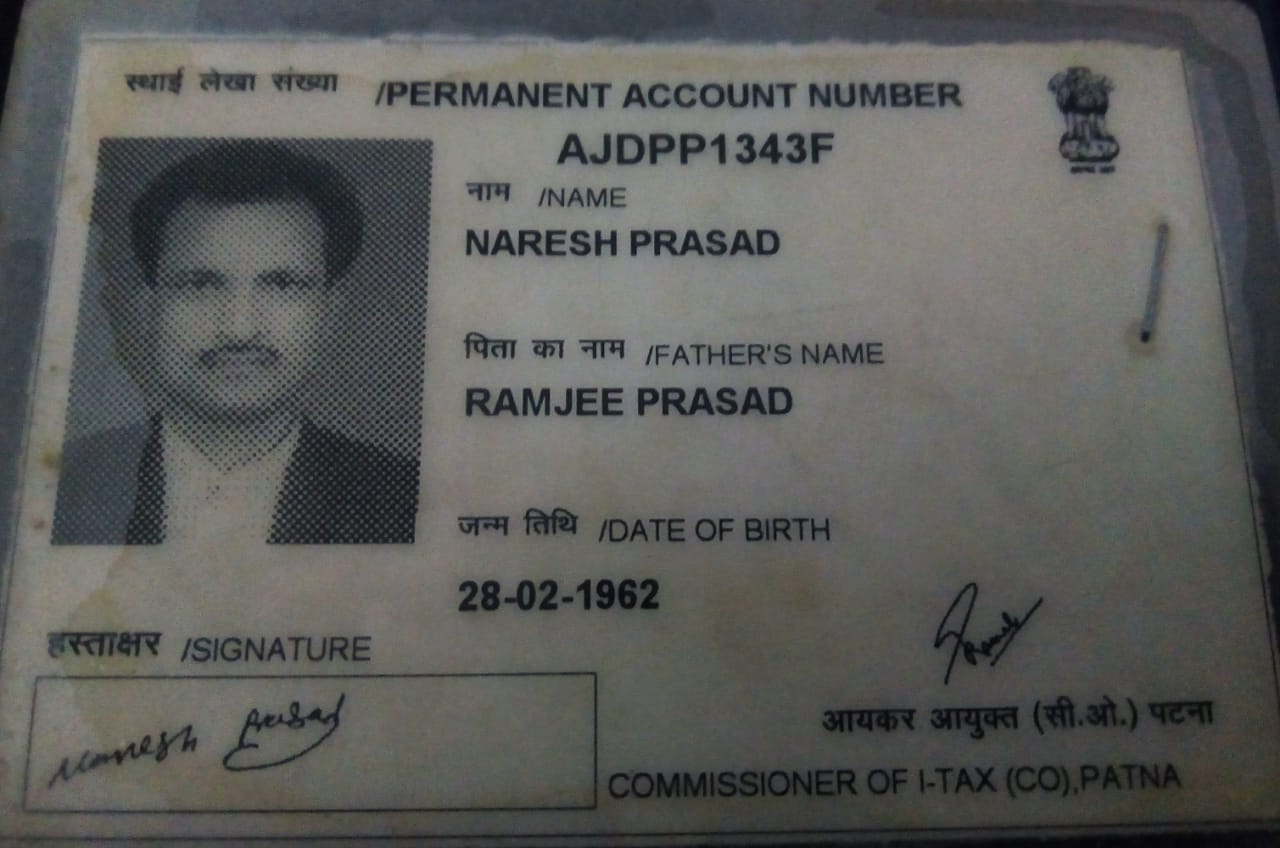 स्थाई लेखा संख्या /PERMANENT ACCOUNT NUMBER
AJDPP1343F
नाम /NAME
NARESH PRASAD
पिता का नाम /FATHER'S NAME
RAMJEE PRASAD
जन्म तिथि /DATE OF BIRTH
28-02-1962
हस्ताक्षर /SIGNATURE
Naresh Prasad
आयकर आयुक्त (सी.ओ.) पटना
COMMISSIONER OF I-TAX (CO),PATNA